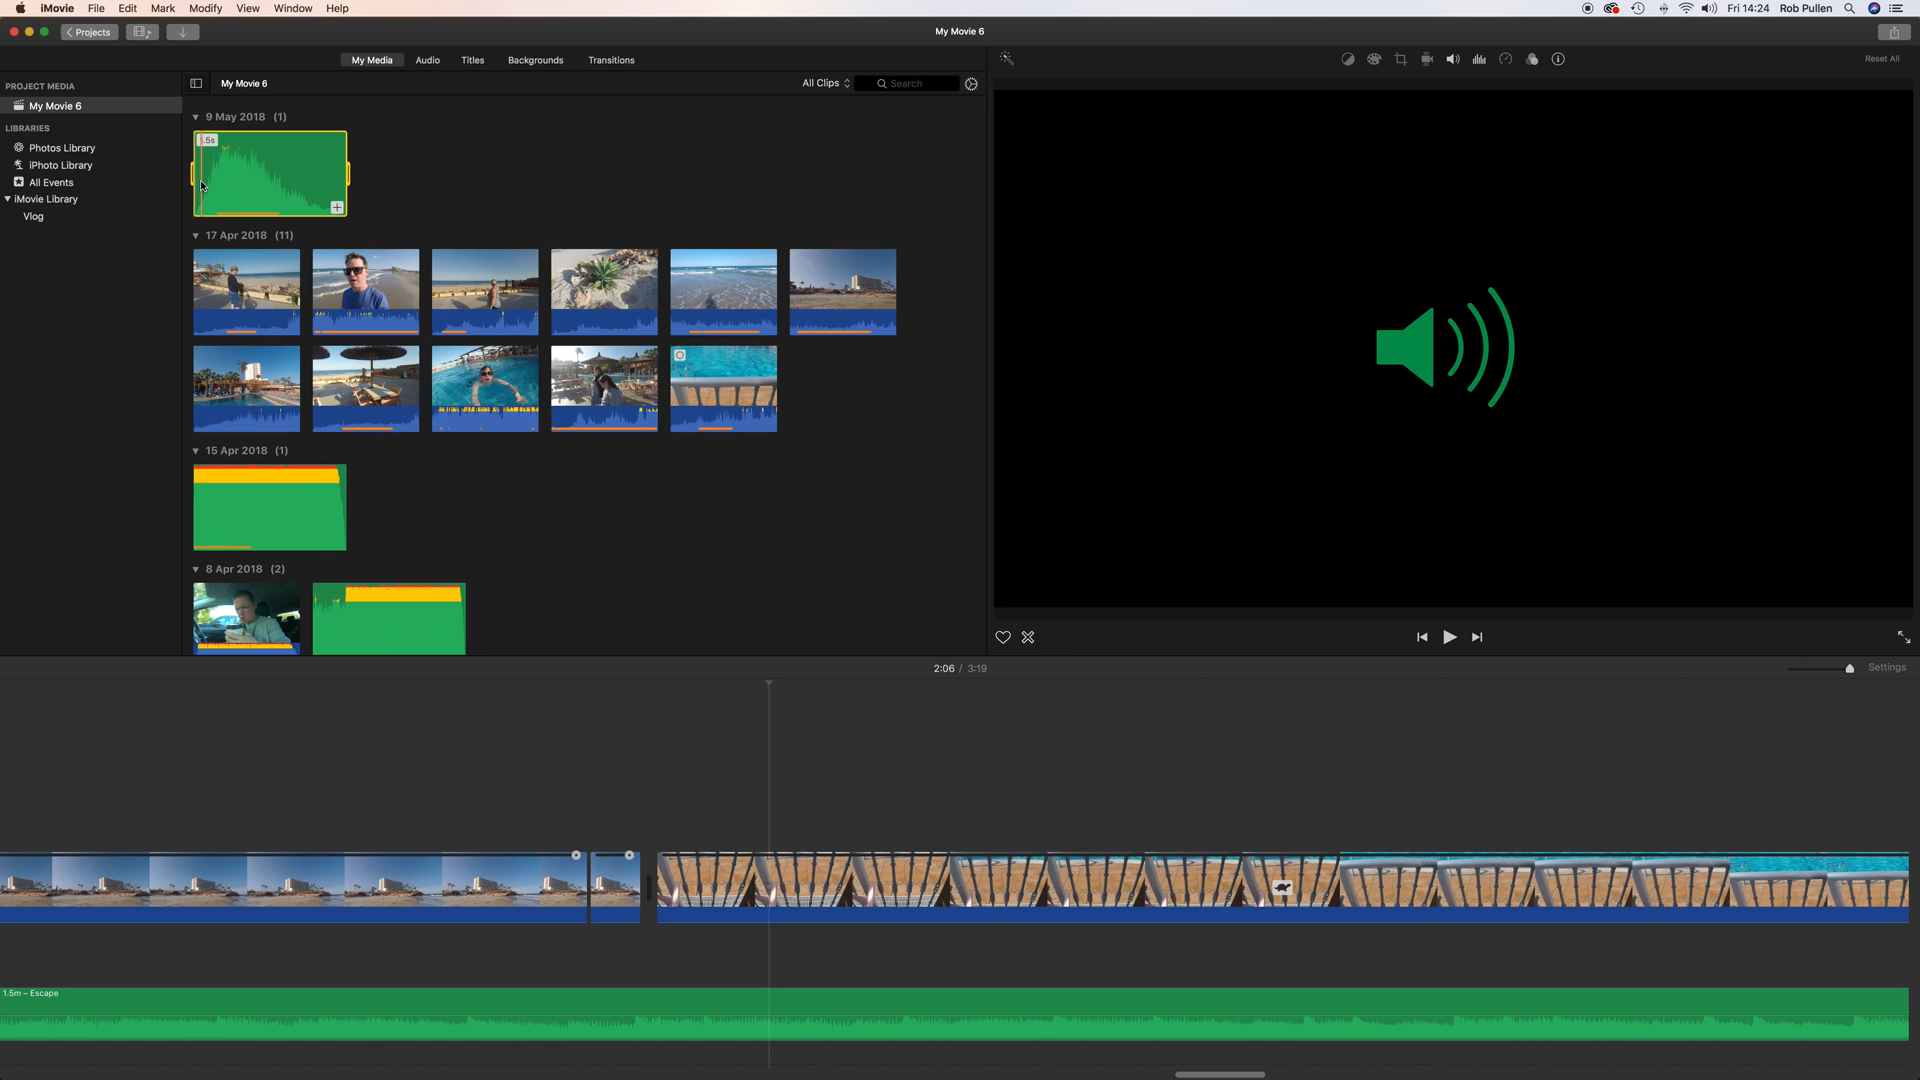 iMovie File Edit Mark Modify View Window Help
Fri 14:24 Rob Pullen
Projects
My Movie 6
My Media Audio Titles Backgrounds Transitions
Reset All
PROJECT MEDIA
My Movie 6
LIBRARIES
Photos Library
iPhoto Library
All Events
iMovie Library
Vlog
My Movie 6
All Clips
Search
9 May 2018 (1)
1.5s
17 Apr 2018 (11)
15 Apr 2018 (1)
8 Apr 2018 (2)
2:06 / 3:19
Settings
1.5m – Escape